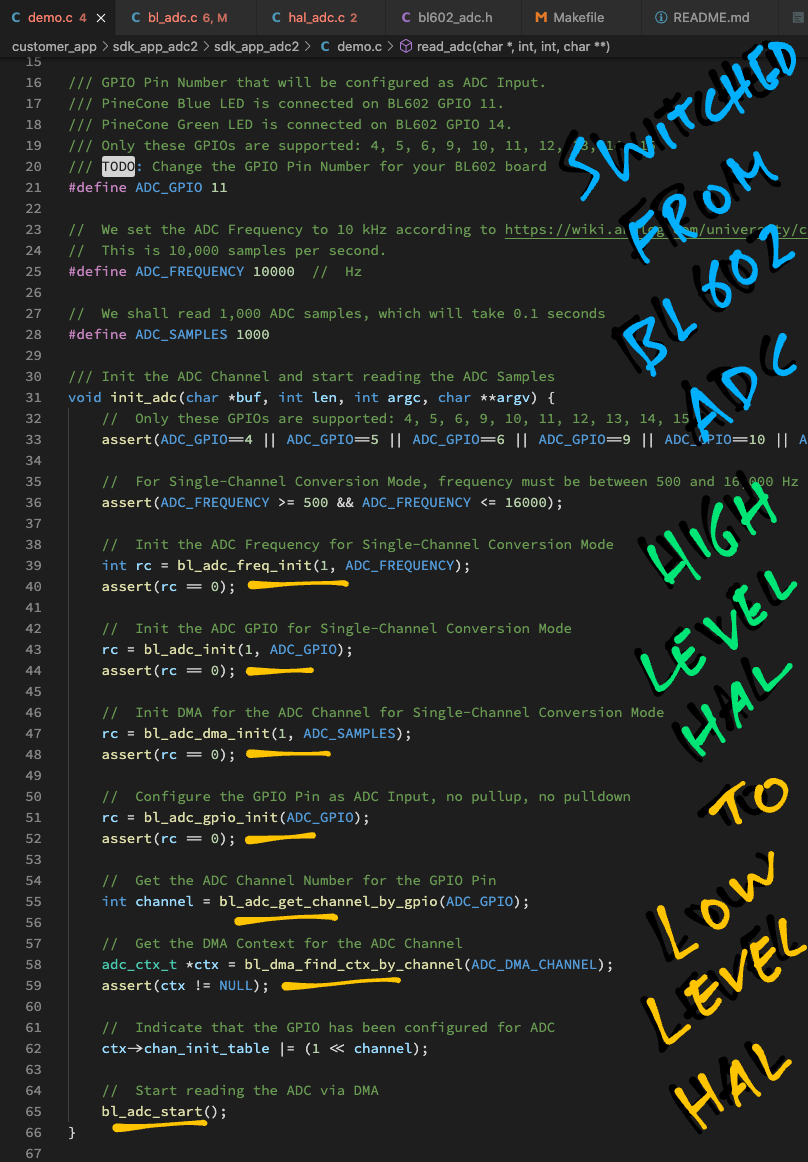 demo.c 4 × bl_adc.c 6, M hal_adc.c 2 bl602_adc.h Makefile README.md
customer_app > sdk_app_adc2 > sdk_app_adc2 > demo.c > read_adc(char *, int, int, char **)
15
16 /// GPIO Pin Number that will be configured as ADC Input.
17 /// PineCone Blue LED is connected on BL602 GPIO 11.
18 /// PineCone Green LED is connected on BL602 GPIO 14.
19 /// Only these GPIOs are supported: 4, 5, 6, 9, 10, 11, 12, 13, 14, 15
20 /// TODO: Change the GPIO Pin Number for your BL602 board
21 #define ADC_GPIO 11
22
23 //  We set the ADC Frequency to 10 kHz according to https://wiki.analog.com/university/c
24 //  This is 10,000 samples per second.
25 #define ADC_FREQUENCY 10000  //  Hz
26
27 //  We shall read 1,000 ADC samples, which will take 0.1 seconds
28 #define ADC_SAMPLES 1000
29
30 /// Init the ADC Channel and start reading the ADC Samples
31 void init_adc(char *buf, int len, int argc, char **argv) {
32     //  Only these GPIOs are supported: 4, 5, 6, 9, 10, 11, 12, 13, 14, 15
33     assert(ADC_GPIO==4 || ADC_GPIO==5 || ADC_GPIO==6 || ADC_GPIO==9 || ADC_GPIO==10 || A
34
35     //  For Single-Channel Conversion Mode, frequency must be between 500 and 16,000 Hz
36     assert(ADC_FREQUENCY >= 500 && ADC_FREQUENCY <= 16000);
37
38     //  Init the ADC Frequency for Single-Channel Conversion Mode
39     int rc = bl_adc_freq_init(1, ADC_FREQUENCY);
40     assert(rc == 0);
41
42     //  Init the ADC GPIO for Single-Channel Conversion Mode
43     rc = bl_adc_init(1, ADC_GPIO);
44     assert(rc == 0);
45
46     //  Init DMA for the ADC Channel for Single-Channel Conversion Mode
47     rc = bl_adc_dma_init(1, ADC_SAMPLES);
48     assert(rc == 0);
49
50     //  Configure the GPIO Pin as ADC Input, no pullup, no pulldown
51     rc = bl_adc_gpio_init(ADC_GPIO);
52     assert(rc == 0);
53
54     //  Get the ADC Channel Number for the GPIO Pin
55     int channel = bl_adc_get_channel_by_gpio(ADC_GPIO);
56
57     //  Get the DMA Context for the ADC Channel
58     adc_ctx_t *ctx = bl_dma_find_ctx_by_channel(ADC_DMA_CHANNEL);
59     assert(ctx != NULL);
60
61     //  Indicate that the GPIO has been configured for ADC
62     ctx->chan_init_table |= (1 << channel);
63
64     //  Start reading the ADC via DMA
65     bl_adc_start();
66 }
67
SWITCHED
FROM
BL602
ADC
HIGH
LEVEL
HAL
TO
LOW
LEVEL
HAL